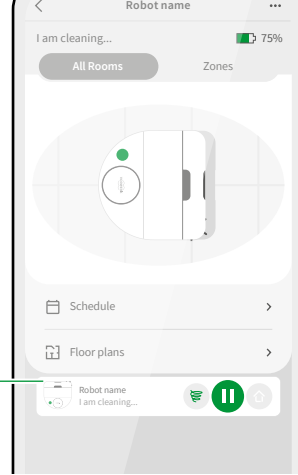 Robot name
I am cleaning...
75%
All Rooms
Zones
Schedule
Floor plans
Robot name
I am cleaning...